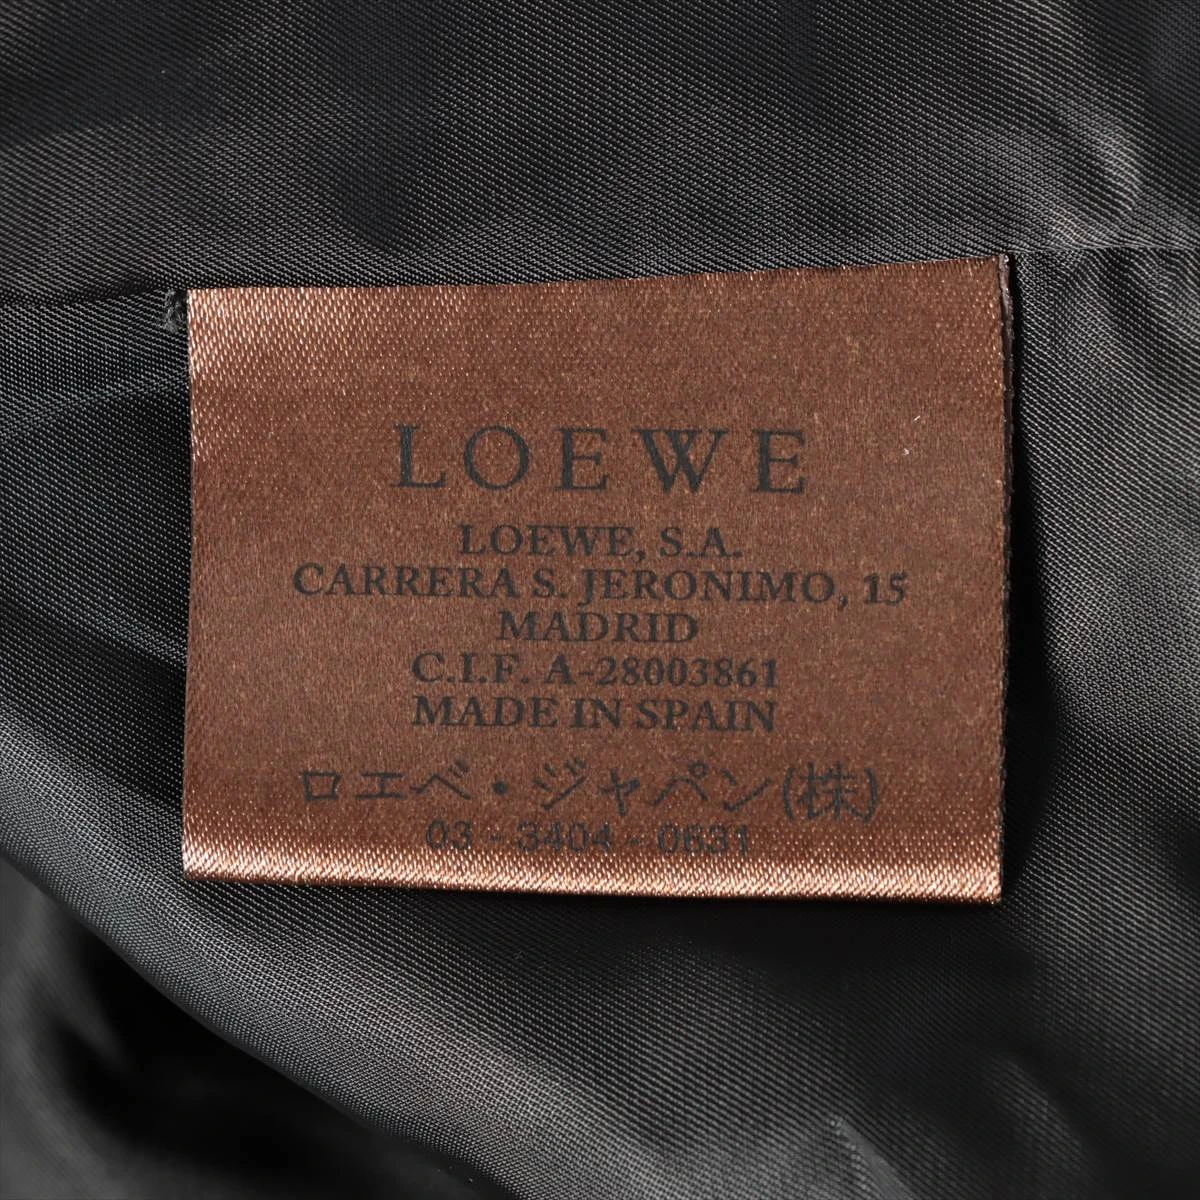 LOEWE
LOEWE, S.A.
CARRERA S. JERONIMO, 15
MADRID
C.I.F. A-28003861
MADE IN SPAIN
ロエベ・ジャパン(株)
03-3404-0631